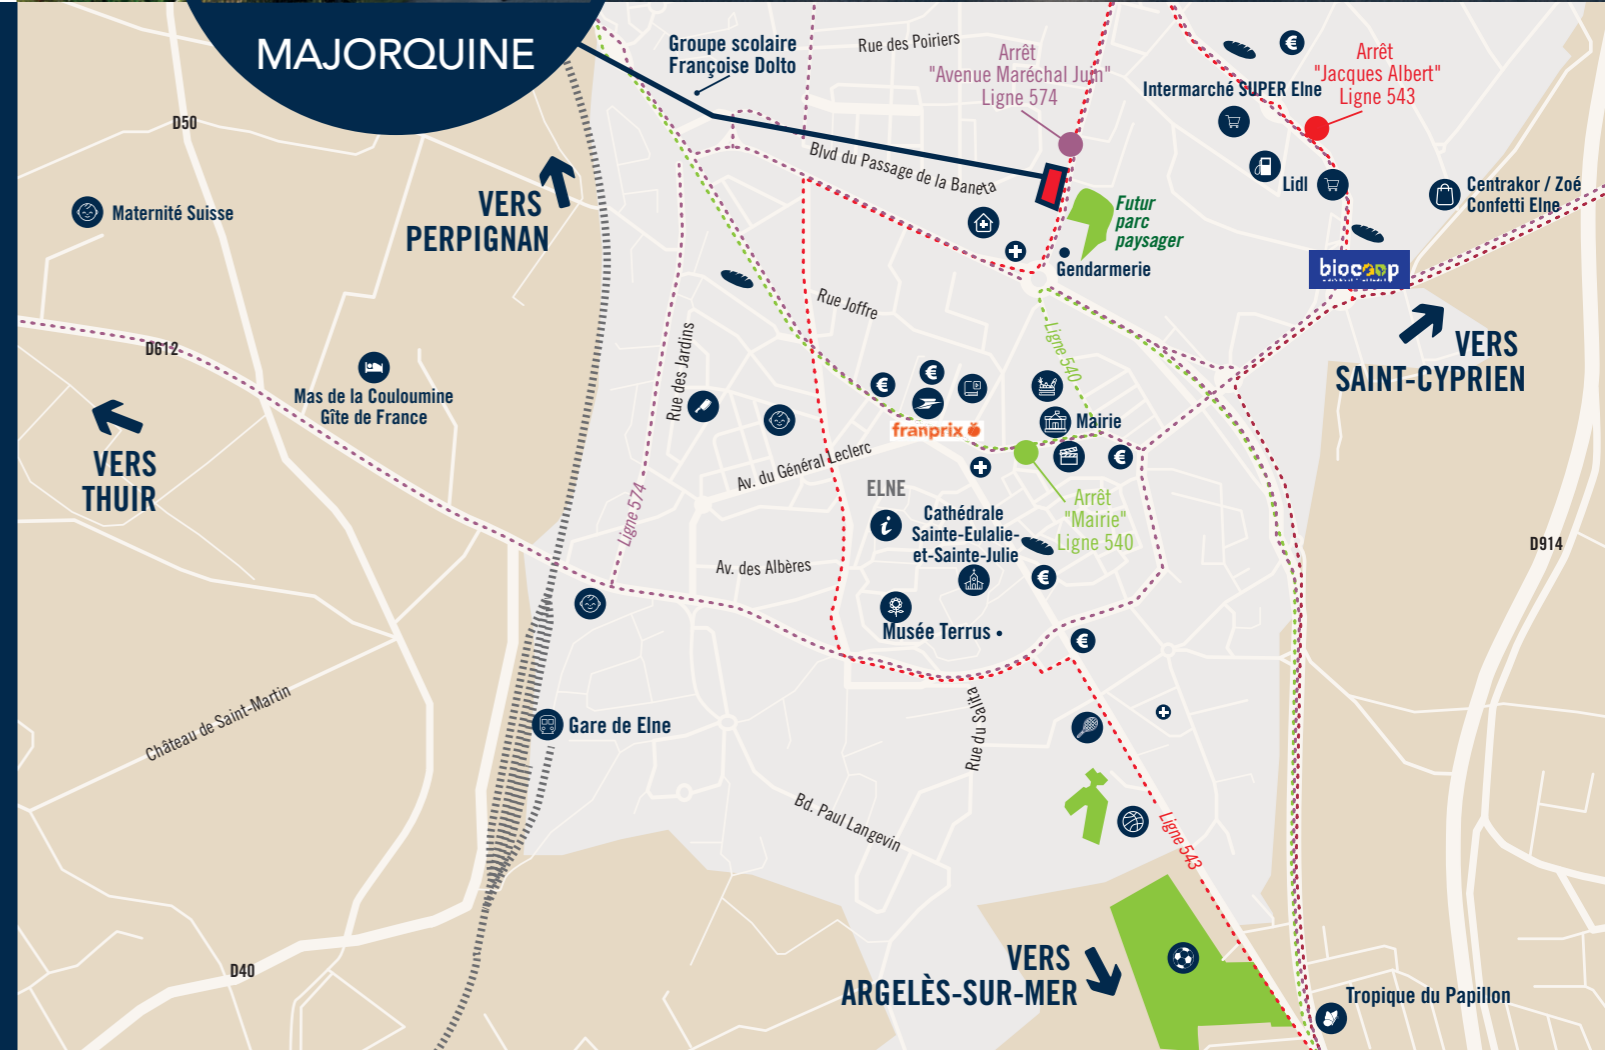 MAJORQUINE
Groupe scolaire
Françoise Dolto
Rue des Poiriers
Arrêt
"Avenue Maréchal Juin"
Ligne 574
Arrêt
"Jacques Albert"
Ligne 543
Intermarché SUPER Elne
€
D50
Blvd du Passage de la Baneta
Lidl
Centrakor / Zoé
Confetti Elne
Maternité Suisse
VERS
PERPIGNAN
Futur
parc
paysager
Gendarmerie
biocoop
Rue Joffre
Ligne 540
VERS
SAINT-CYPRIEN
D612
Rue des Jardins
Mas de la Couloumine
Gîte de France
€
€
franprix
Mairie
€
VERS
THUIR
Av. du Général Leclerc
ELNE
Ligne 574
i
Cathédrale
Sainte-Eulalie-
et-Sainte-Julie
Arrêt
"Mairie"
Ligne 540
D914
Av. des Albères
€
Musée Terrus
€
Château de Saint-Martin
Gare de Elne
Rue du Salita
Bd. Paul Langevin
Ligne 543
D40
VERS
ARGELÈS-SUR-MER
Tropique du Papillon